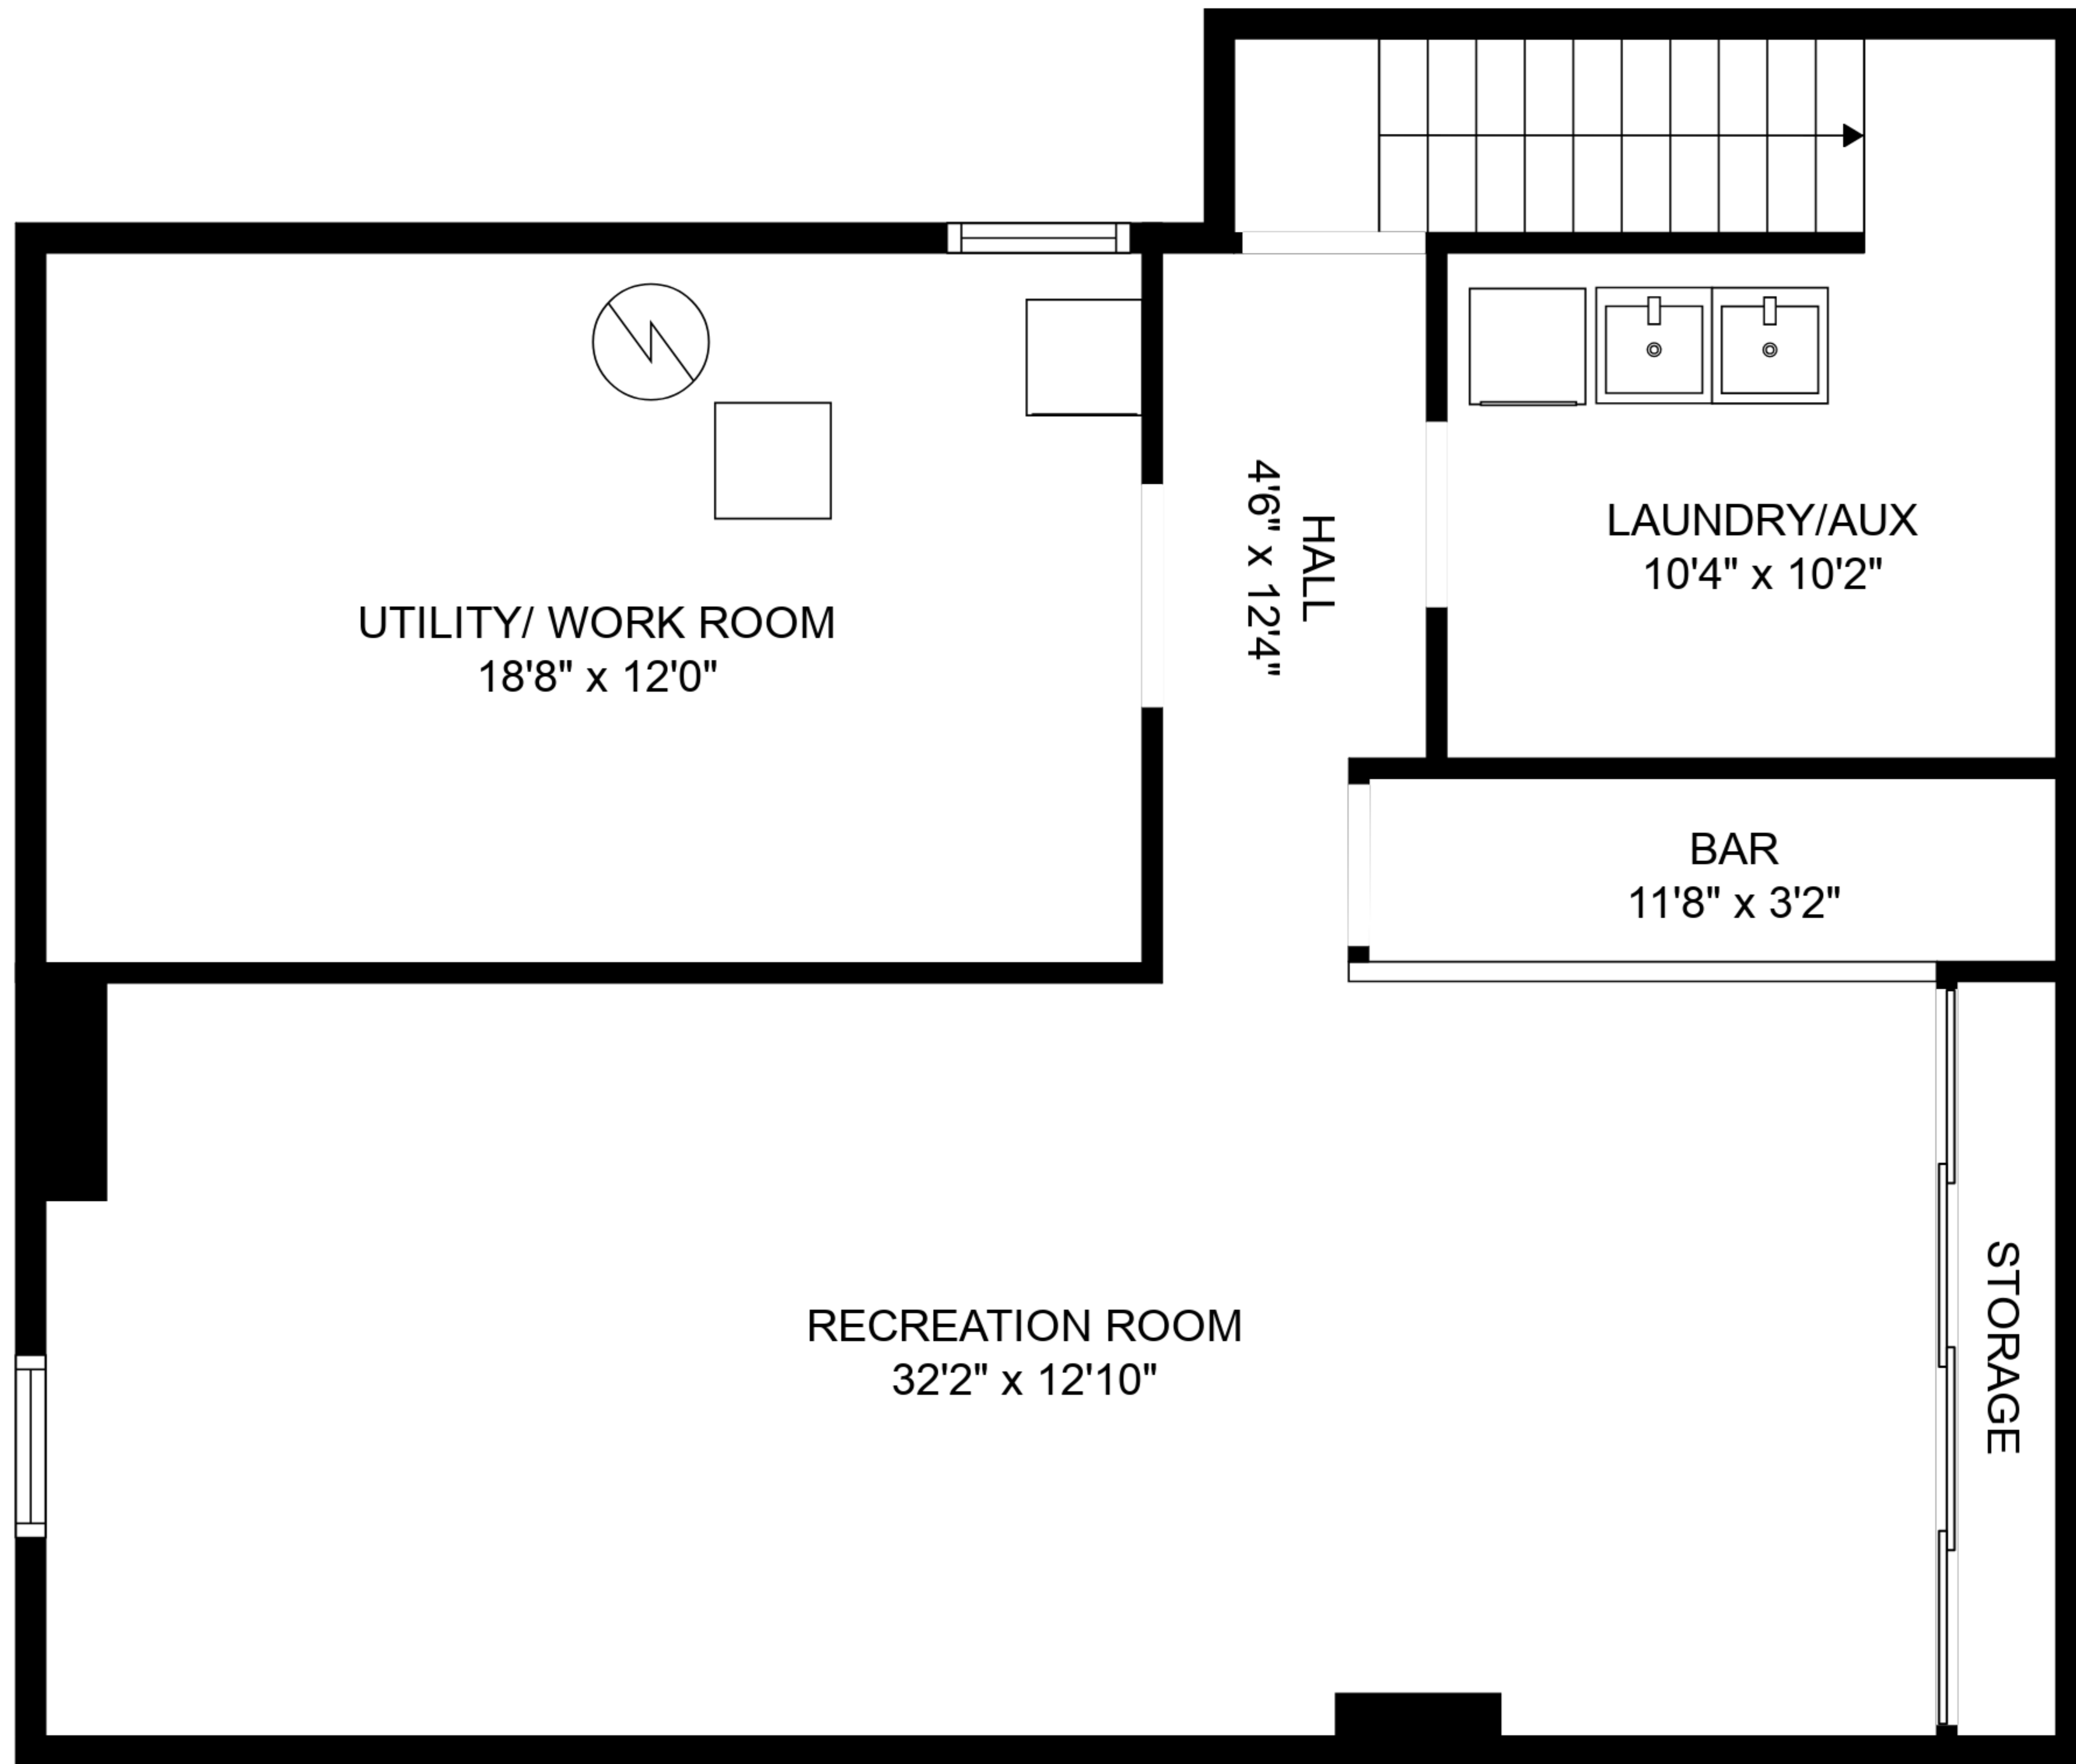 HALL
4'6" x 12'4"
LAUNDRY/AUX
10'4" x 10'2"
UTILITY/ WORK ROOM
18'8" x 12'0"
BAR
11'8" x 3'2"
RECREATION ROOM
32'2" x 12'10"
STORAGE